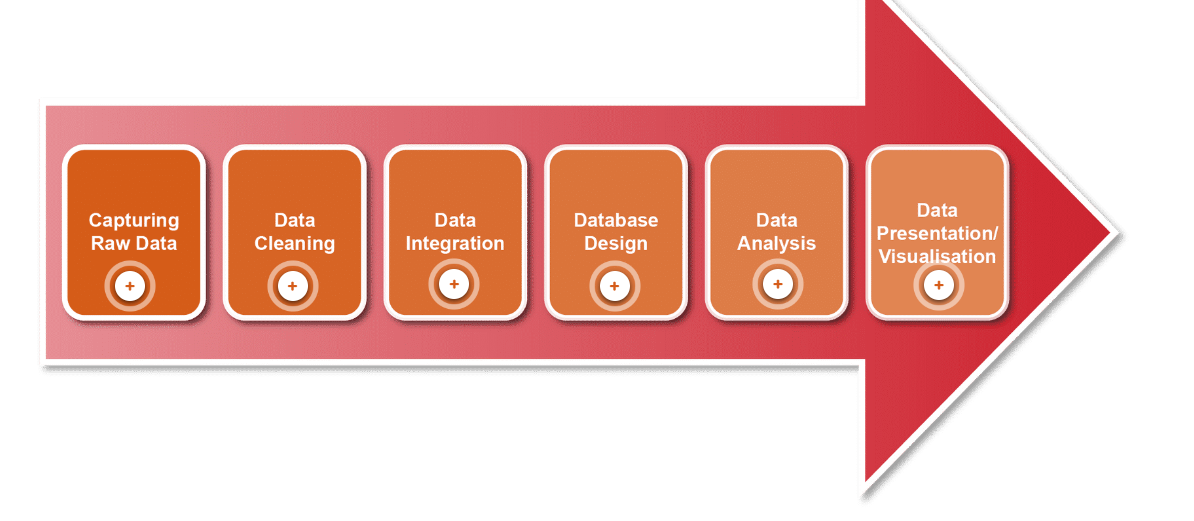 Capturing
Raw Data
Data
Cleaning
Data
Integration
Database
Design
Data
Analysis
Data
Presentation/
Visualisation